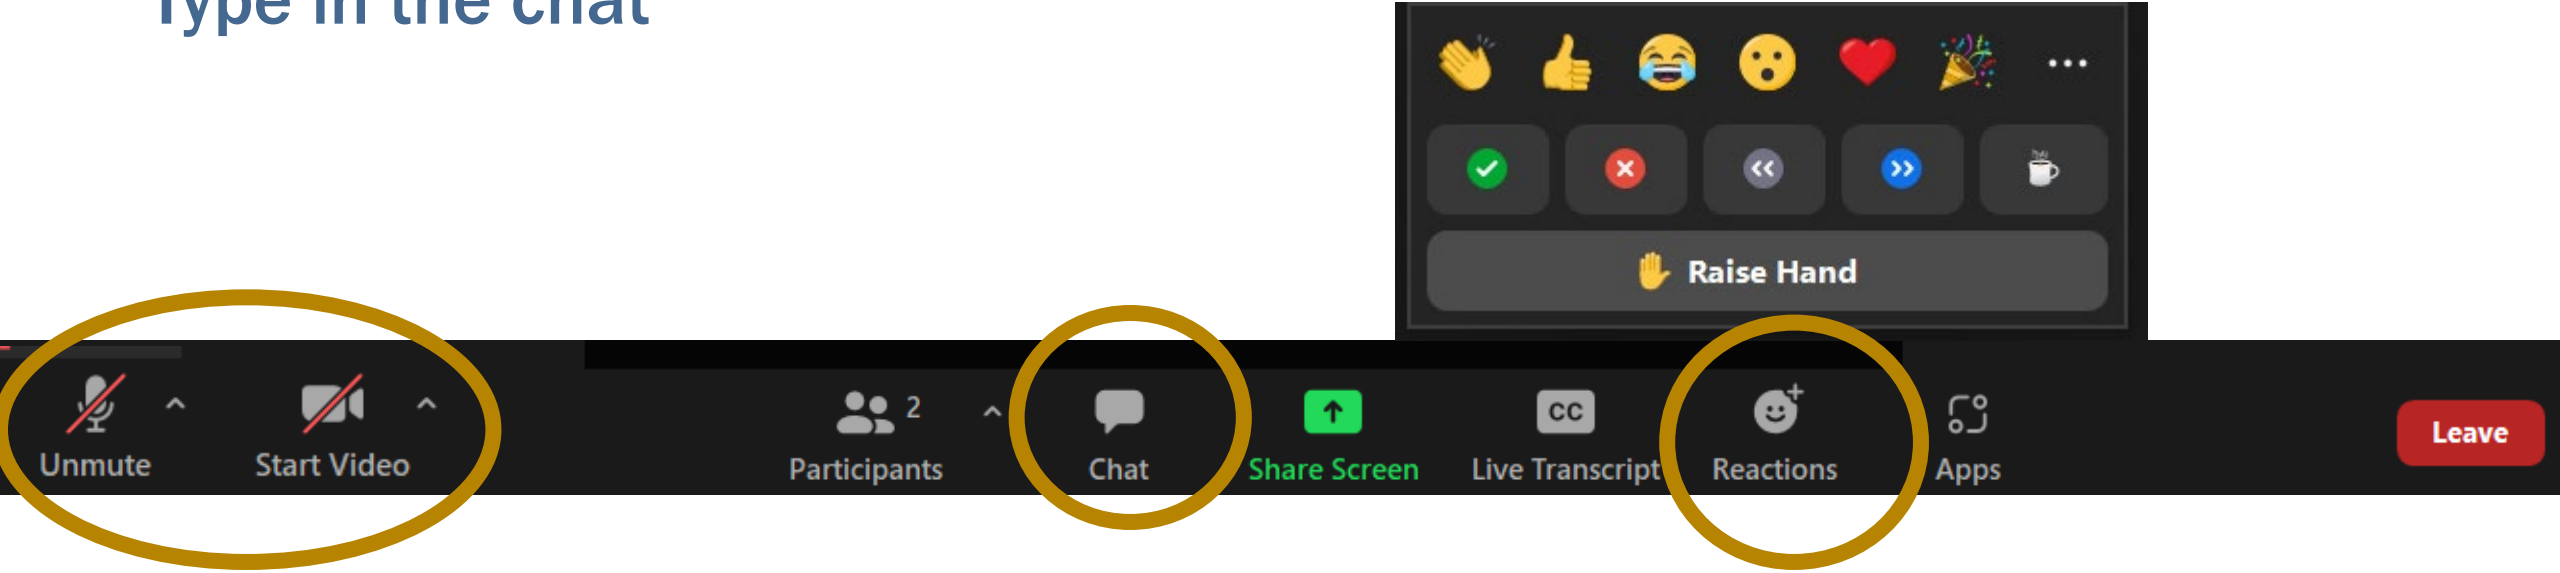 Type in the chat
Raise Hand
2
CC
Unmute
Start Video
Participants
Chat
Share Screen
Live Transcript
Reactions
Apps
Leave